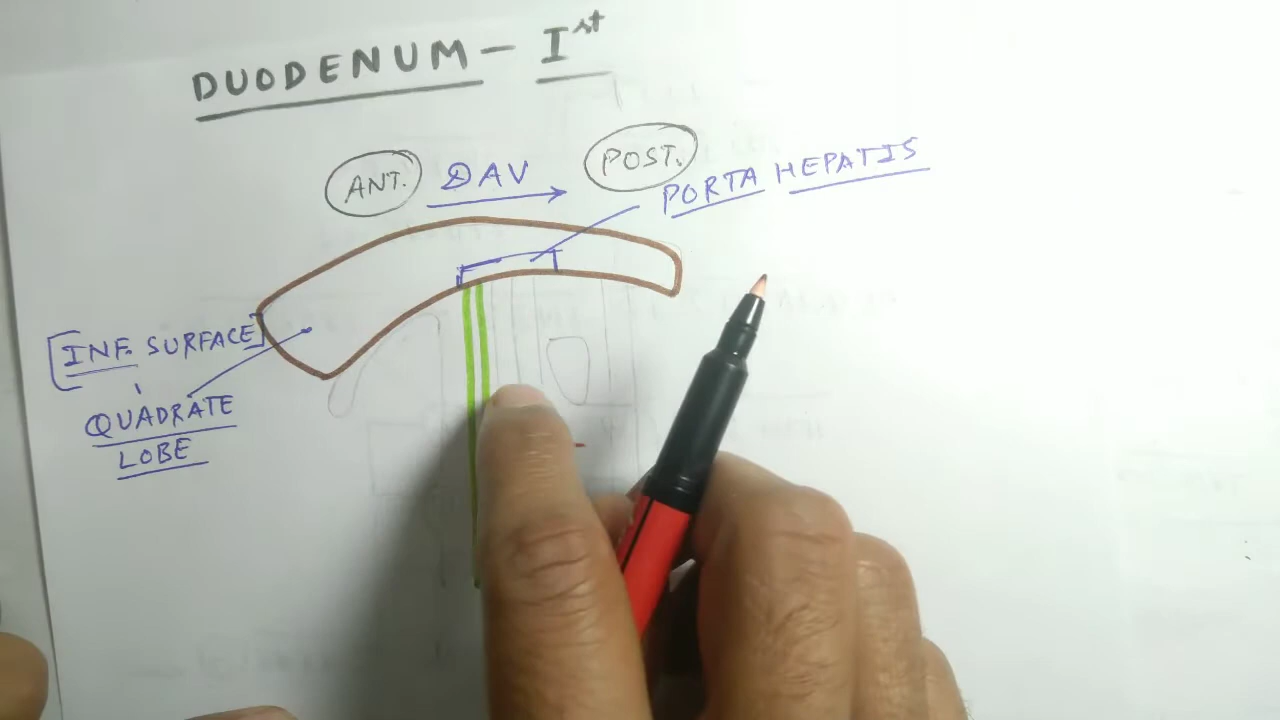 DUODENUM - Ist
ANT. DAV POST.
PORTA HEPATIS
[INF. SURFACE]
QUADRATE
LOBE